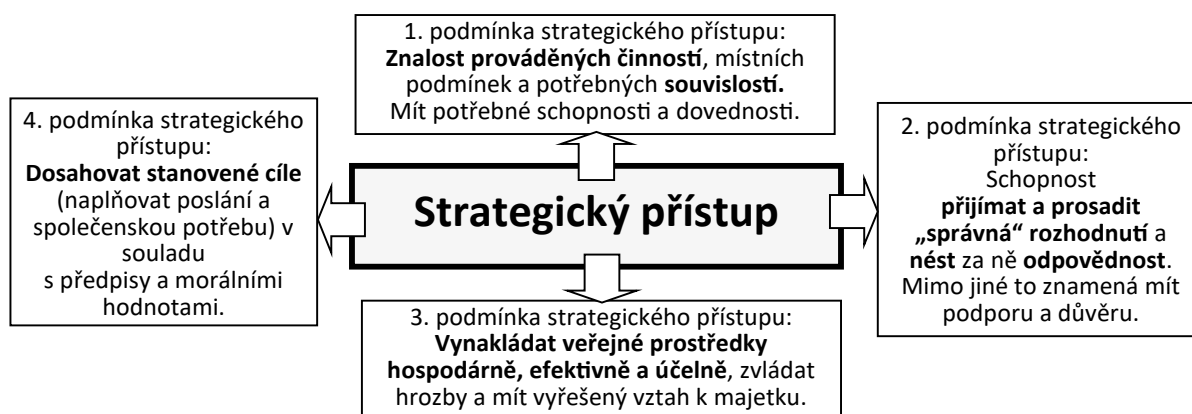 1. podmínka strategického přístupu:
Znalost prováděných činností, místních
podmínek a potřebných souvislostí.
Mít potřebné schopnosti a dovednosti.
4. podmínka strategického
přístupu:
Dosahovat stanovené cíle
(naplňovat poslání a
společenskou potřebu) v
souladu
s předpisy a morálními
hodnotami.
Strategický přístup
2. podmínka strategického
přístupu:
Schopnost
přijímat a prosadit
„správná“ rozhodnutí a
nést za ně odpovědnost.
Mimo jiné to znamená mít
podporu a důvěru.
3. podmínka strategického přístupu:
Vynakládat veřejné prostředky
hospodárně, efektivně a účelně, zvládat
hrozby a mít vyřešený vztah k majetku.